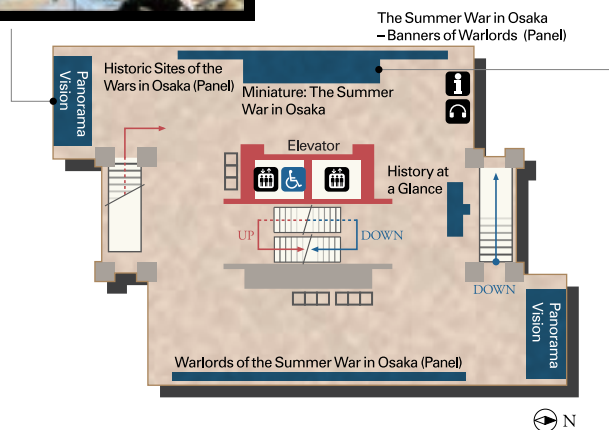 The Summer War in Osaka
–Banners of Warlords  (Panel)
Panorama
Vision
Historic Sites of the
Wars in Osaka (Panel)
Miniature: The Summer
War in Osaka
i
Elevator
History at
a Glance
UP
DOWN
DOWN
Panorama
Vision
Warlords of the Summer War in Osaka (Panel)
N